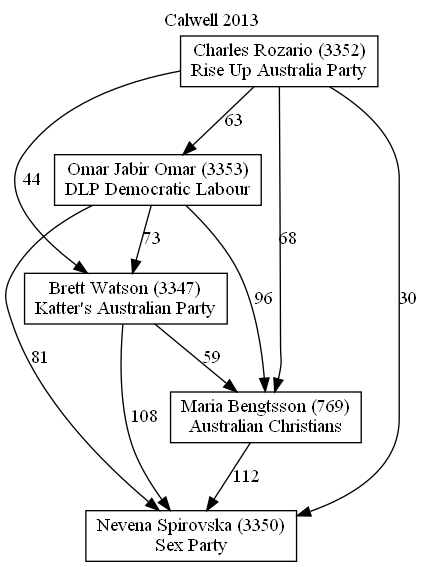 Calwell 2013
Charles Rozario (3352)
Rise Up Australia Party
63
Omar Jabir Omar (3353)
DLP Democratic Labour
44
73
68
Brett Watson (3347)
Katter's Australian Party
96
30
81
59
Maria Bengtsson (769)
Australian Christians
108
112
Nevena Spirovska (3350)
Sex Party